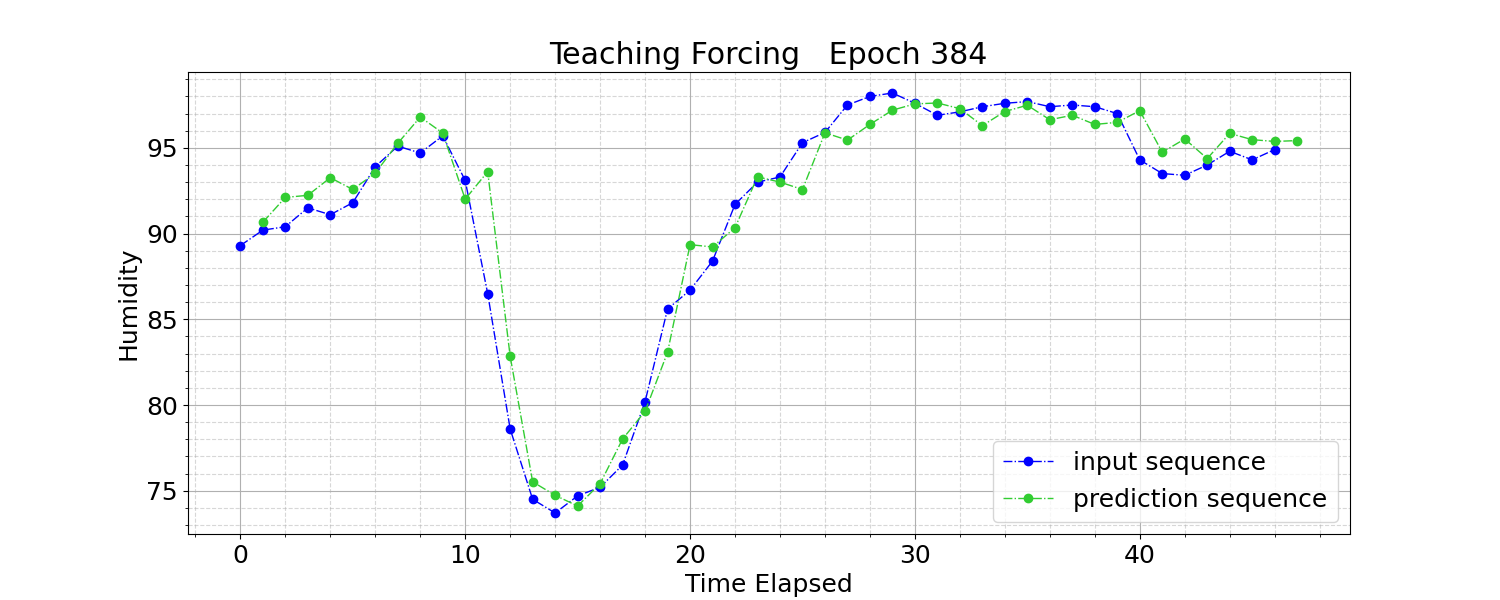 Teaching Forcing   Epoch 384
95
90
85
80
75
Humidity
input sequence
prediction sequence
0 10 20 30 40
Time Elapsed